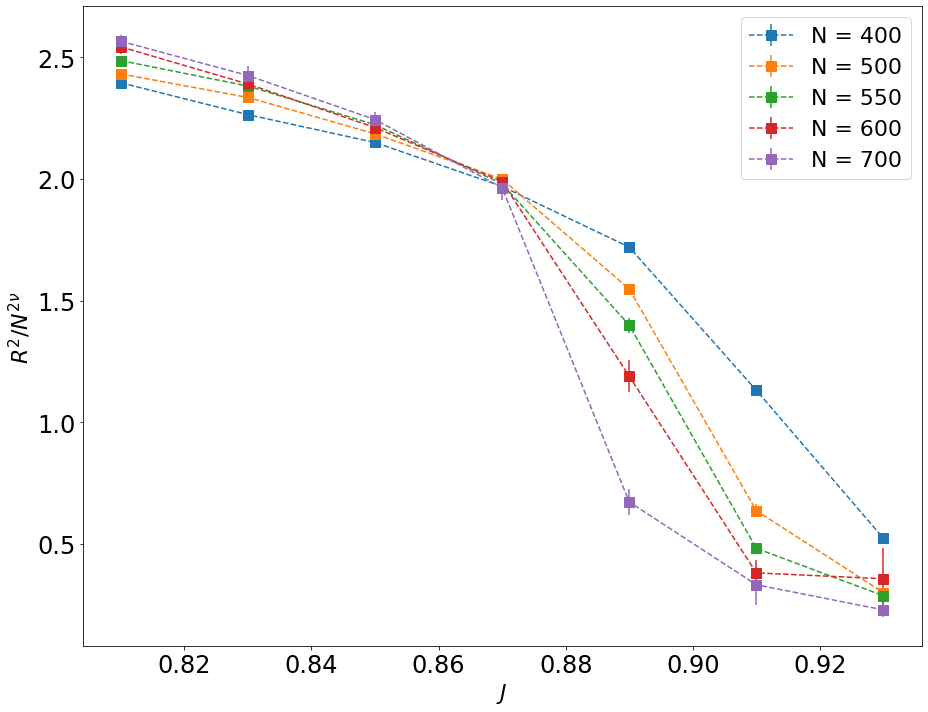 N = 400
N = 500
N = 550
N = 600
N = 700
2.5
2.0
1.5
1.0
0.5
R²/N²ᵛ
0.82 0.84 0.86 0.88 0.90 0.92
J